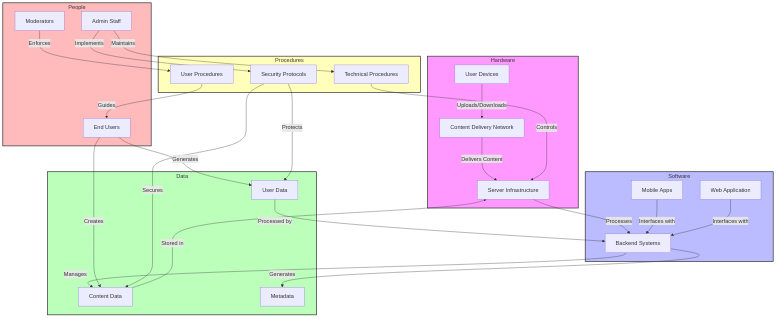 People
Moderators
Admin Staff
Enforces
Implements
Maintains
Procedures
User Procedures
Security Protocols
Technical Procedures
Hardware
User Devices
Guides
Uploads/Downloads
End Users
Protects
Content Delivery Network
Controls
Generates
Delivers Content
Data
User Data
Server Infrastructure
Software
Mobile Apps
Web Application
Secures
Creates
Processed by
Processes
Interfaces with
Interfaces with
Stored in
Backend Systems
Manages
Generates
Content Data
Metadata